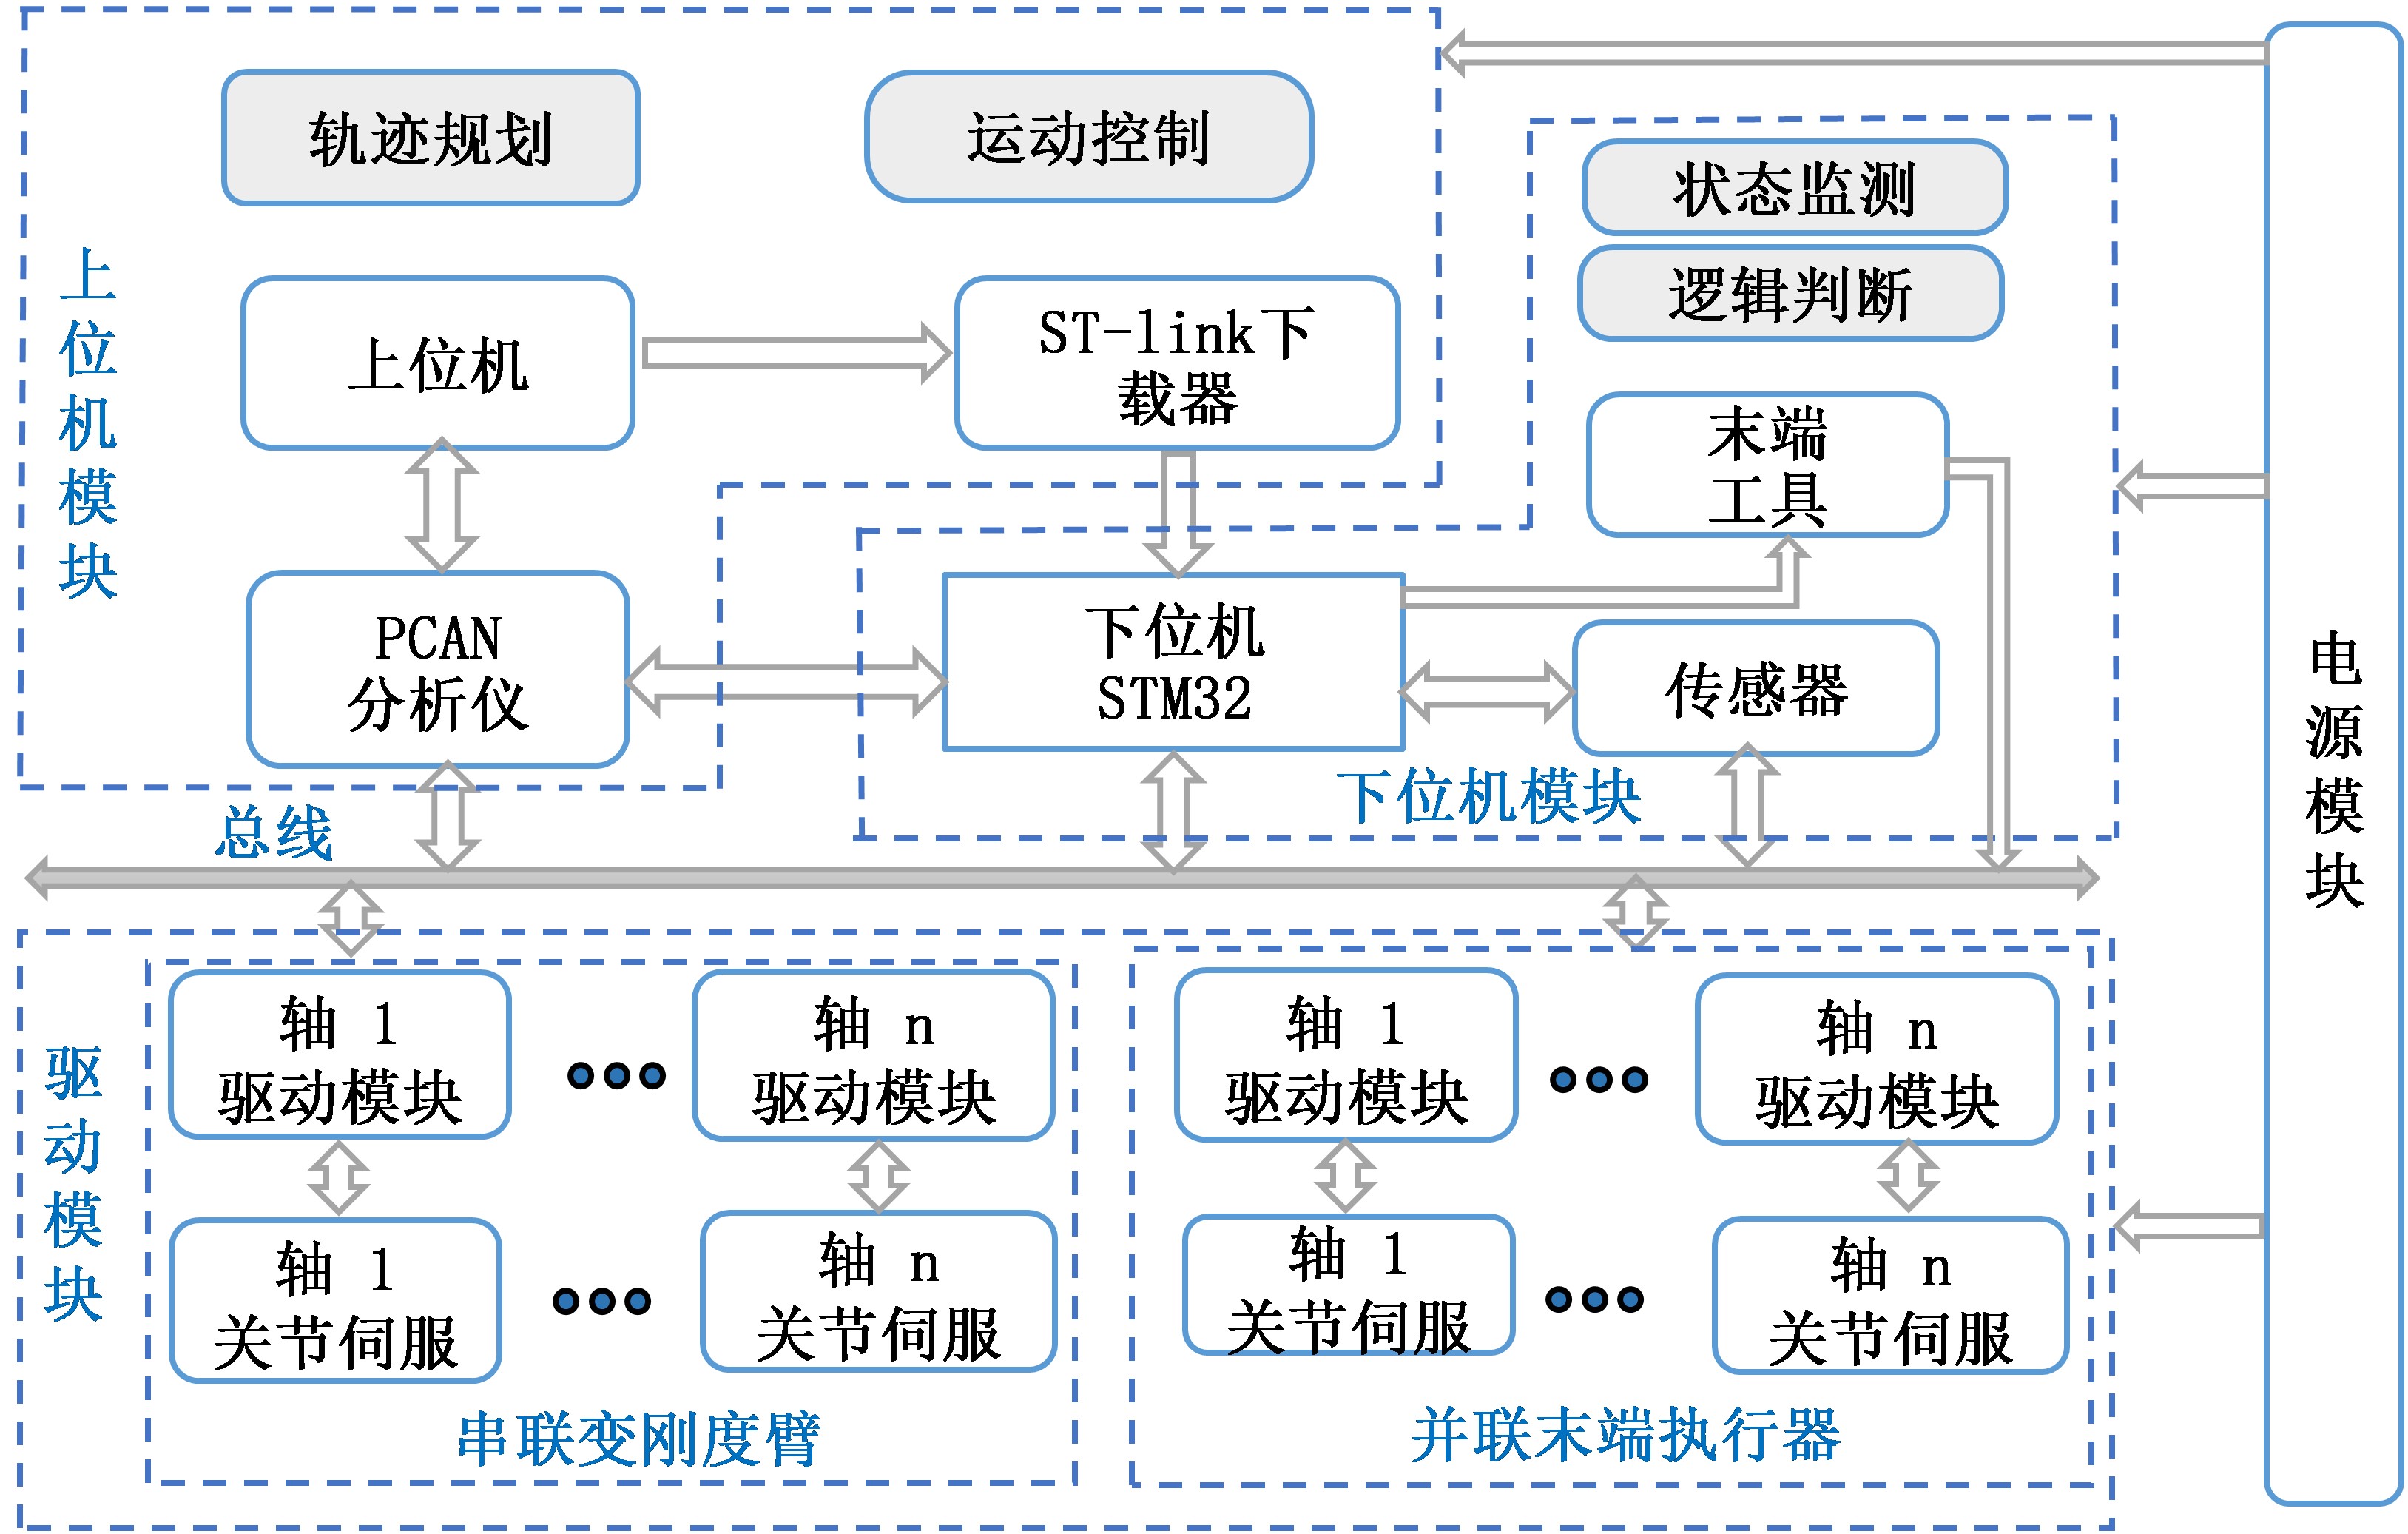 轨迹规划
运动控制
状态监测
逻辑判断
上位机模块
上位机
ST-link下
载器
末端
工具
PCAN
分析仪
下位机
STM32
传感器
下位机模块
总线
电源模块
驱动模块
轴 1
驱动模块
轴 n
驱动模块
轴 1
驱动模块
轴 n
驱动模块
轴 1
关节伺服
轴 n
关节伺服
轴 1
关节伺服
轴 n
关节伺服
串联变刚度臂
并联末端执行器